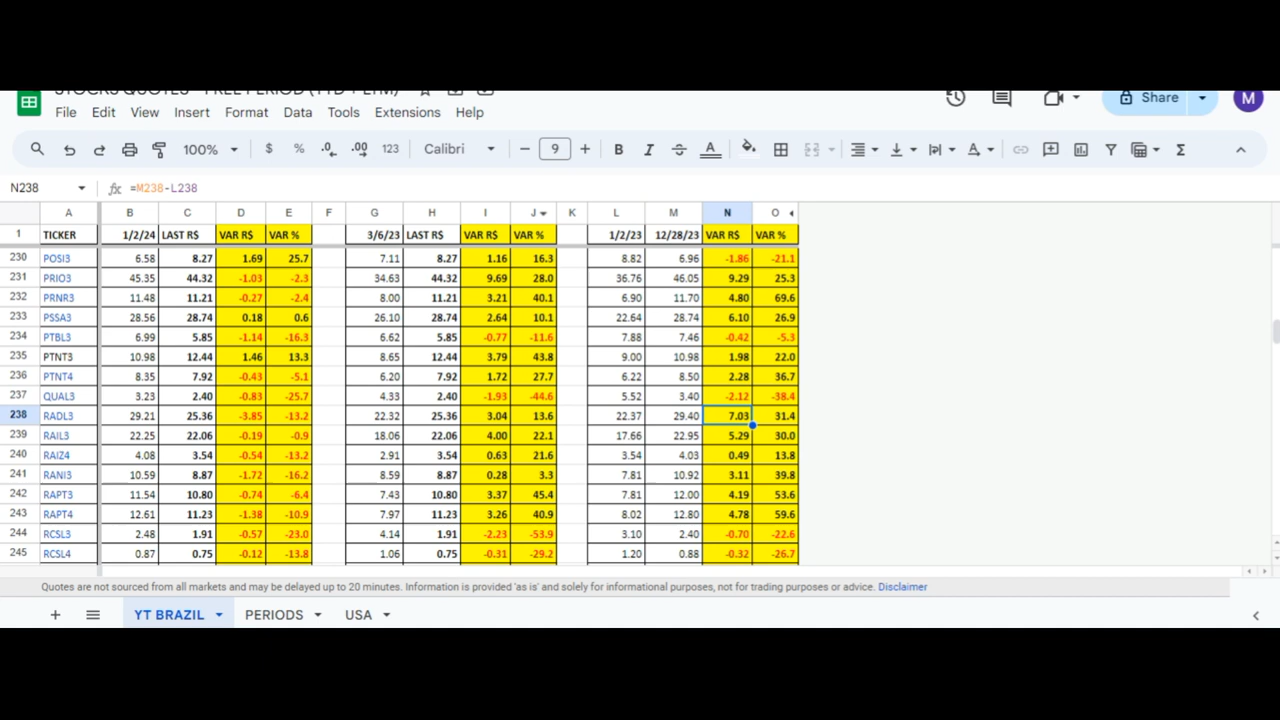 STOCKS QUOTES - FREE PERIOD (YTD + LTM)
File Edit View Insert Format Data Tools Extensions Help
Share
M
100% $ % .0 .00 123 Calibri 9 B I A A Σ
N238 fx =M238-L238
A B C D E F G H I J K L M N O
1 TICKER 1/2/24 LAST R$ VAR R$ VAR % 3/6/23 LAST R$ VAR R$ VAR % 1/2/23 12/28/23 VAR R$ VAR %
230 POSI3 6.58 8.27 1.69 25.7 7.11 8.27 1.16 16.3 8.82 6.96 -1.86 -21.1
231 PRIO3 45.35 44.32 -1.03 -2.3 34.63 44.32 9.69 28.0 36.76 46.05 9.29 25.3
232 PRNR3 11.48 11.21 -0.27 -2.4 8.00 11.21 3.21 40.1 6.90 11.70 4.80 69.6
233 PSSA3 28.56 28.74 0.18 0.6 26.10 28.74 2.64 10.1 22.64 28.74 6.10 26.9
234 PTBL3 6.99 5.85 -1.14 -16.3 6.62 5.85 -0.77 -11.6 7.88 7.46 -0.42 -5.3
235 PTNT3 10.98 12.44 1.46 13.3 8.65 12.44 3.79 43.8 9.00 10.98 1.98 22.0
236 PTNT4 8.35 7.92 -0.43 -5.1 6.20 7.92 1.72 27.7 6.22 8.50 2.28 36.7
237 QUAL3 3.23 2.40 -0.83 -25.7 4.33 2.40 -1.93 -44.6 5.52 3.40 -2.12 -38.4
238 RADL3 29.21 25.36 -3.85 -13.2 22.32 25.36 3.04 13.6 22.37 29.40 7.03 31.4
239 RAIL3 22.25 22.06 -0.19 -0.9 18.06 22.06 4.00 22.1 17.66 22.95 5.29 30.0
240 RAIZ4 4.08 3.54 -0.54 -13.2 2.91 3.54 0.63 21.6 3.54 4.03 0.49 13.8
241 RANI3 10.59 8.87 -1.72 -16.2 8.59 8.87 0.28 3.3 7.81 10.92 3.11 39.8
242 RAPT3 11.54 10.80 -0.74 -6.4 7.43 10.80 3.37 45.4 7.81 12.00 4.19 53.6
243 RAPT4 12.61 11.23 -1.38 -10.9 7.97 11.23 3.26 40.9 8.02 12.80 4.78 59.6
244 RCSL3 2.48 1.91 -0.57 -23.0 4.14 1.91 -2.23 -53.9 3.10 2.40 -0.70 -22.6
245 RCSL4 0.87 0.75 -0.12 -13.8 1.06 0.75 -0.31 -29.2 1.20 0.88 -0.32 -26.7
Quotes are not sourced from all markets and may be delayed up to 20 minutes. Information is provided 'as is' and solely for informational purposes, not for trading purposes or advice. Disclaimer
YT BRAZIL PERIODS USA